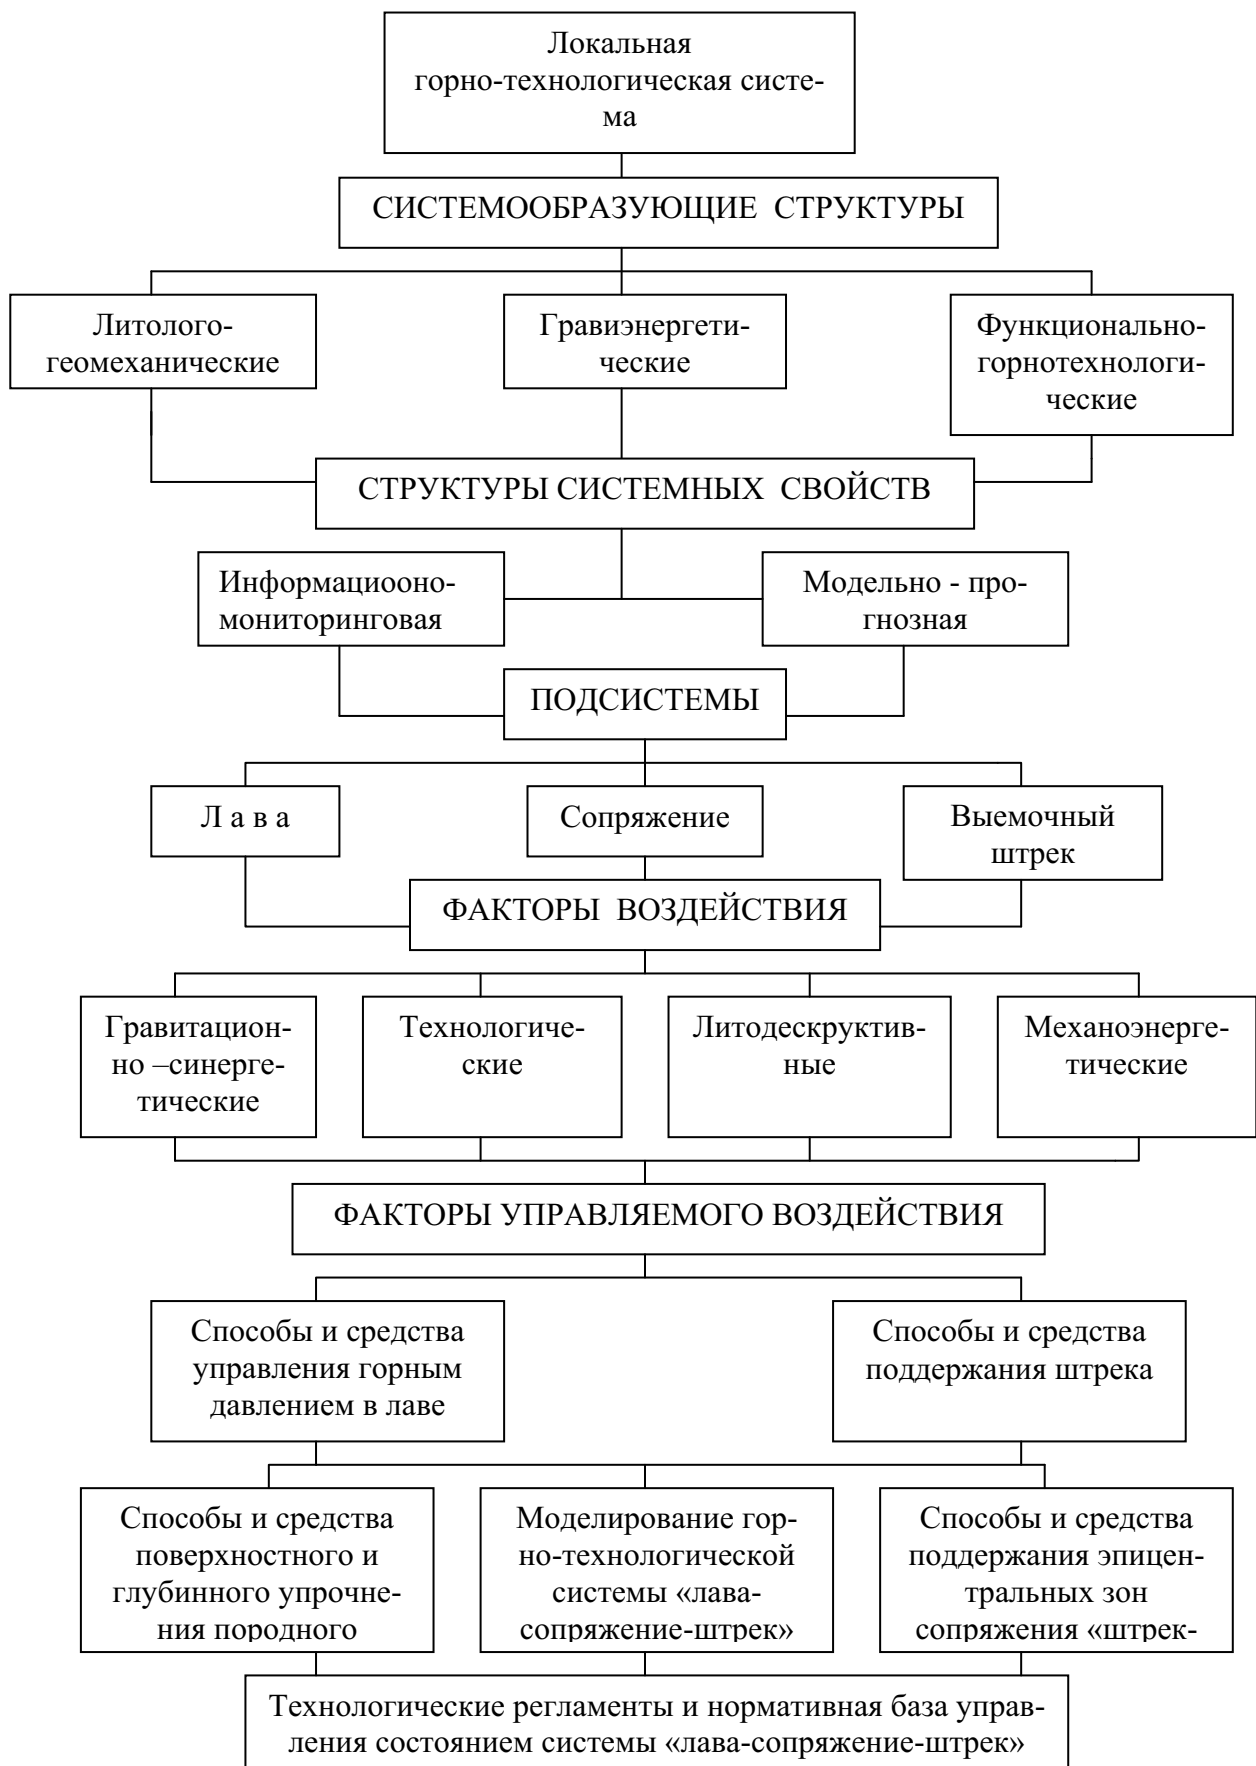 Локальная
горно-технологическая систе-
ма
СИСТЕМООБРАЗУЮЩИЕ СТРУКТУРЫ
Литолого-
геомеханические
Гравиэнергети-
ческие
Функционально-
горнотехнологи-
ческие
СТРУКТУРЫ СИСТЕМНЫХ СВОЙСТВ
Информациооно-
мониторинговая
Модельно - про-
гнозная
ПОДСИСТЕМЫ
Л а в а
Сопряжение
Выемочный
штрек
ФАКТОРЫ ВОЗДЕЙСТВИЯ
Гравитацион-
но –синерге-
тические
Технологиче-
ские
Литодескруктив-
ные
Механоэнерге-
тические
ФАКТОРЫ УПРАВЛЯЕМОГО ВОЗДЕЙСТВИЯ
Способы и средства
управления горным
давлением в лаве
Способы и средства
поддержания штрека
Способы и средства
поверхностного и
глубинного упрочне-
ния породного
Моделирование гор-
но-технологической
системы «лава-
сопряжение-штрек»
Способы и средства
поддержания эпицен-
тральных зон
сопряжения «штрек-
Технологические регламенты и нормативная база управ-
ления состоянием системы «лава-сопряжение-штрек»